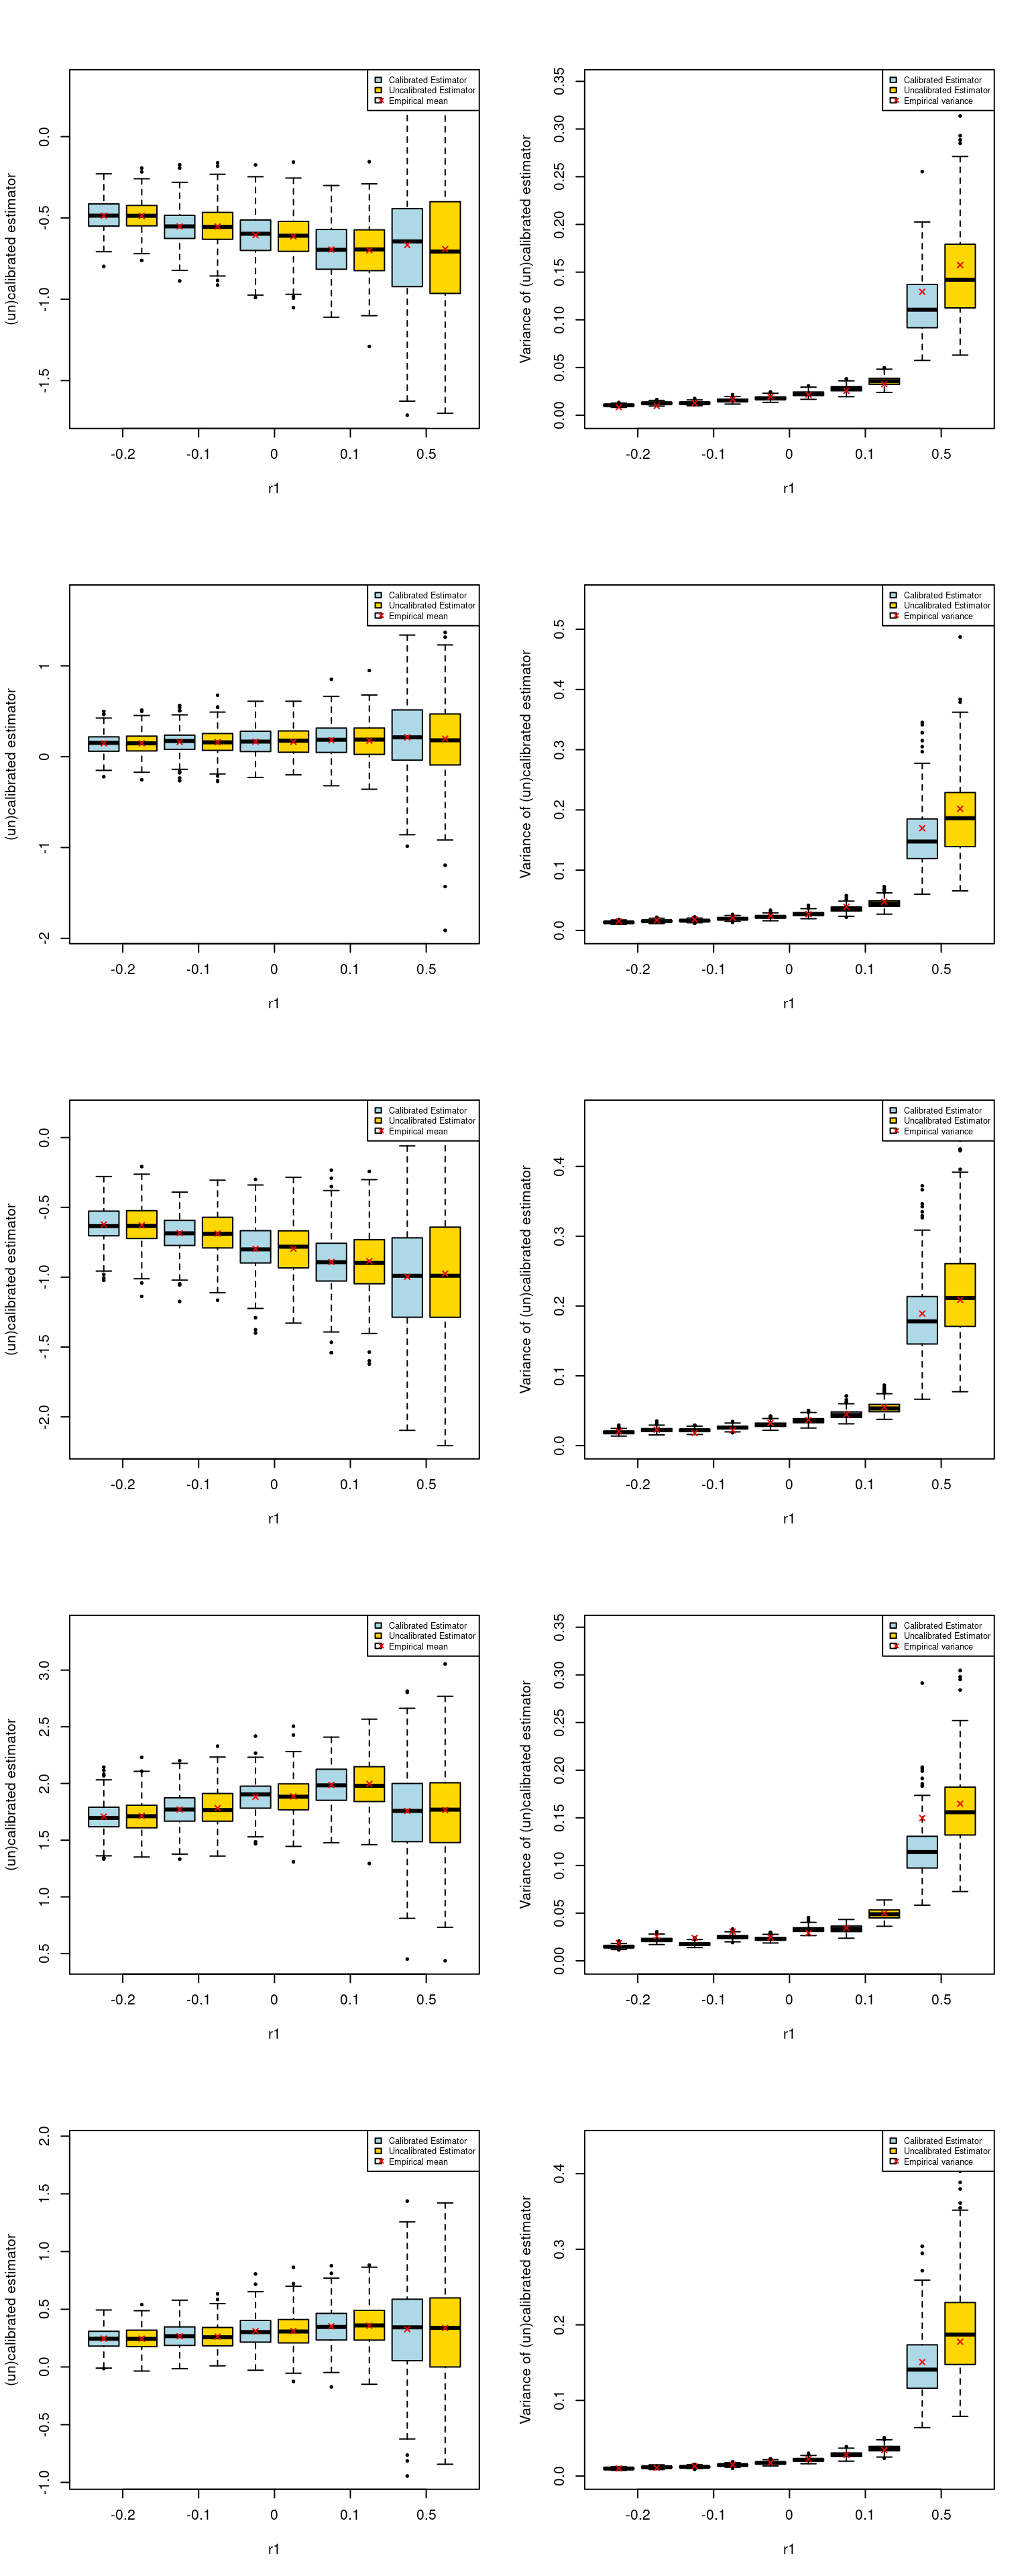 Calibrated Estimator
Uncalibrated Estimator
Empirical mean
(un)calibrated estimator
0.0
-0.5
-1.0
-1.5
-0.2 -0.1 0 0.1 0.5
r1
Calibrated Estimator
Uncalibrated Estimator
Empirical variance
Variance of (un)calibrated estimator
0.35
0.30
0.25
0.20
0.15
0.10
0.05
0.00
-0.2 -0.1 0 0.1 0.5
r1
Calibrated Estimator
Uncalibrated Estimator
Empirical mean
(un)calibrated estimator
1
0
-1
-2
-0.2 -0.1 0 0.1 0.5
r1
Calibrated Estimator
Uncalibrated Estimator
Empirical variance
Variance of (un)calibrated estimator
0.5
0.4
0.3
0.2
0.1
0.0
-0.2 -0.1 0 0.1 0.5
r1
Calibrated Estimator
Uncalibrated Estimator
Empirical mean
(un)calibrated estimator
0.0
-0.5
-1.0
-1.5
-2.0
-0.2 -0.1 0 0.1 0.5
r1
Calibrated Estimator
Uncalibrated Estimator
Empirical variance
Variance of (un)calibrated estimator
0.4
0.3
0.2
0.1
0.0
-0.2 -0.1 0 0.1 0.5
r1
Calibrated Estimator
Uncalibrated Estimator
Empirical mean
(un)calibrated estimator
3.0
2.5
2.0
1.5
1.0
0.5
-0.2 -0.1 0 0.1 0.5
r1
Calibrated Estimator
Uncalibrated Estimator
Empirical variance
Variance of (un)calibrated estimator
0.35
0.30
0.25
0.20
0.15
0.10
0.05
0.00
-0.2 -0.1 0 0.1 0.5
r1
Calibrated Estimator
Uncalibrated Estimator
Empirical mean
(un)calibrated estimator
2.0
1.5
1.0
0.5
0.0
-0.5
-1.0
-0.2 -0.1 0 0.1 0.5
r1
Calibrated Estimator
Uncalibrated Estimator
Empirical variance
Variance of (un)calibrated estimator
0.4
0.3
0.2
0.1
0.0
-0.2 -0.1 0 0.1 0.5
r1